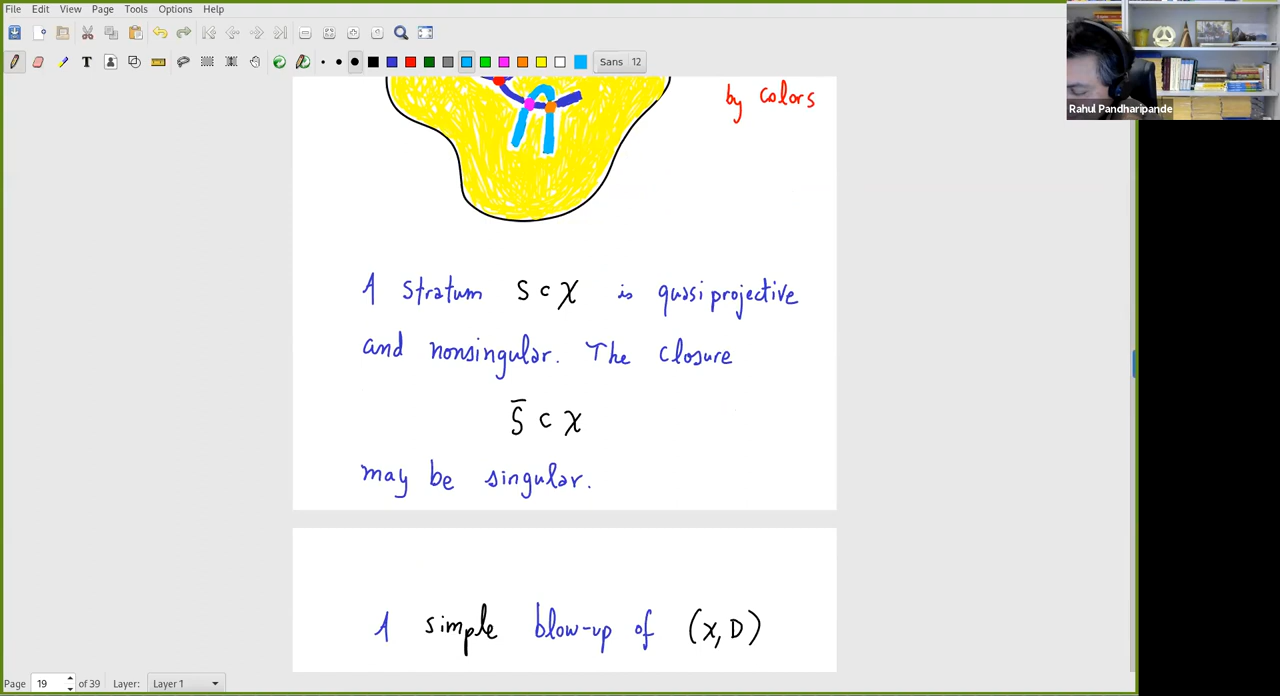 File Edit View Page Tools Options Help
Sans 12
Rahul Pandharipande
by colors
A stratum S ⊂ X is quasiprojective
and nonsingular. The closure
S̄ ⊂ X
may be singular.
A simple blow-up of (X, D)
Page 19 of 39 Layer: Layer 1